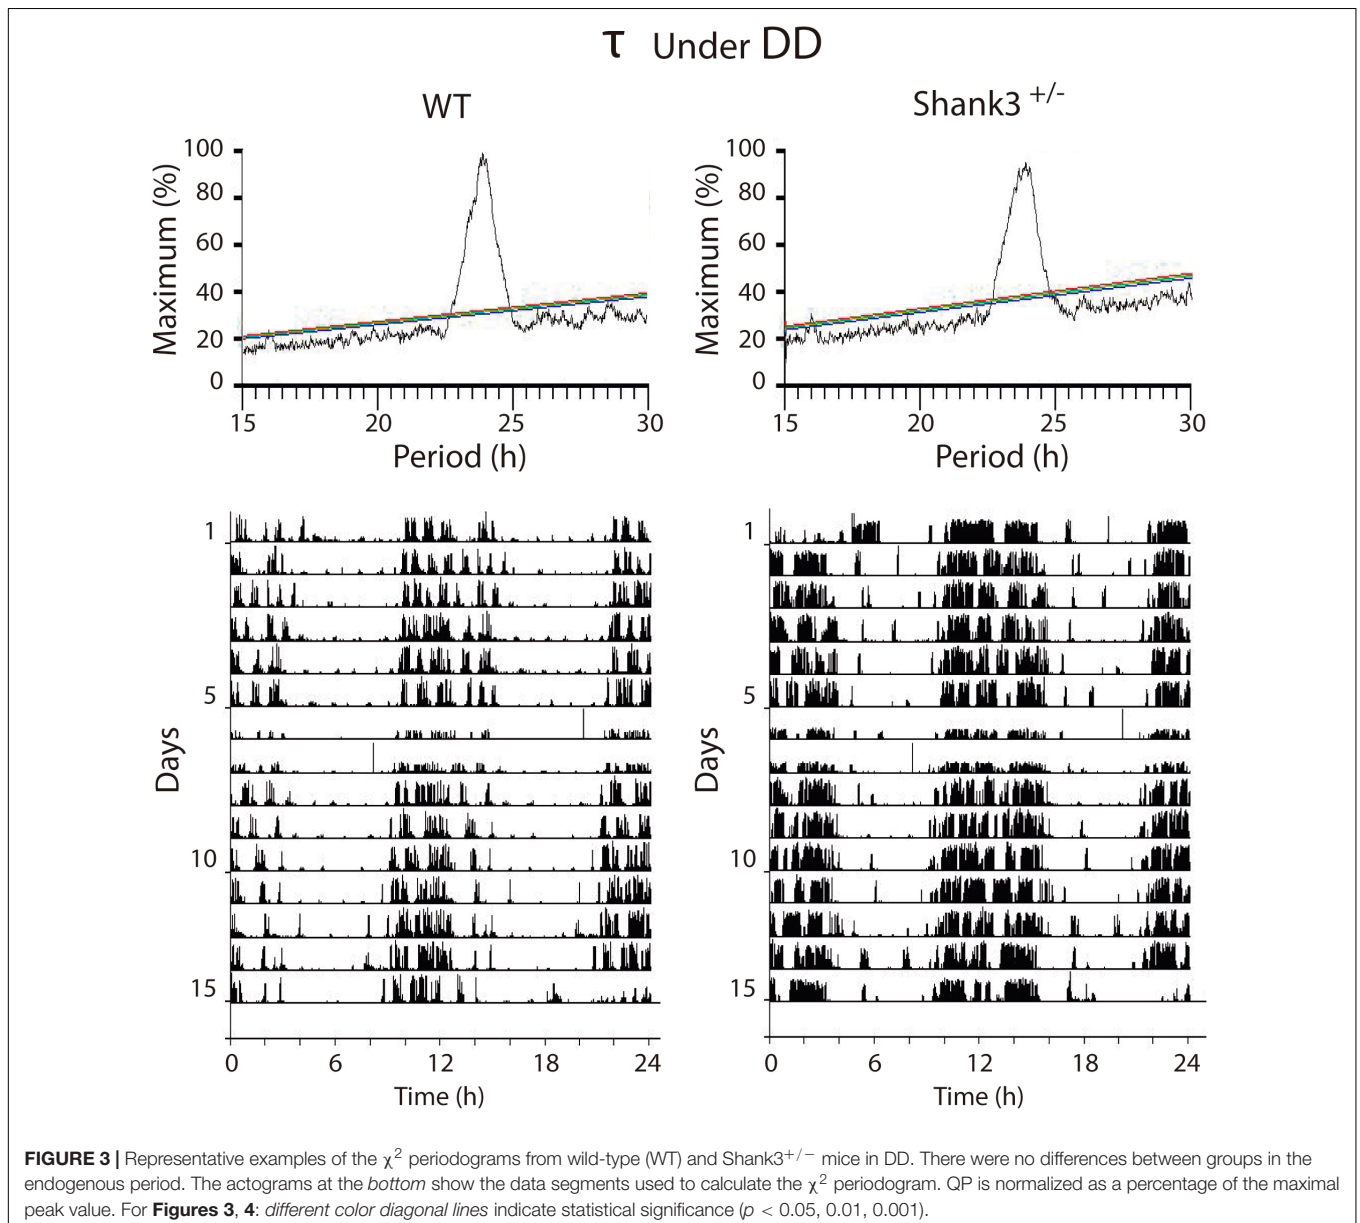 τ Under DD
WT
Shank3 +/-
Maximum (%)
100
80
60
40
20
0
15 20 25 30
Period (h)
Maximum (%)
100
80
60
40
20
0
15 20 25 30
Period (h)
Days
1
5
10
15
0 6 12 18 24
Time (h)
Days
1
5
10
15
0 6 12 18 24
Time (h)
FIGURE 3 | Representative examples of the χ² periodograms from wild-type (WT) and Shank3+/− mice in DD. There were no differences between groups in the
endogenous period. The actograms at the bottom show the data segments used to calculate the χ² periodogram. QP is normalized as a percentage of the maximal
peak value. For Figures 3, 4: different color diagonal lines indicate statistical significance (p < 0.05, 0.01, 0.001).